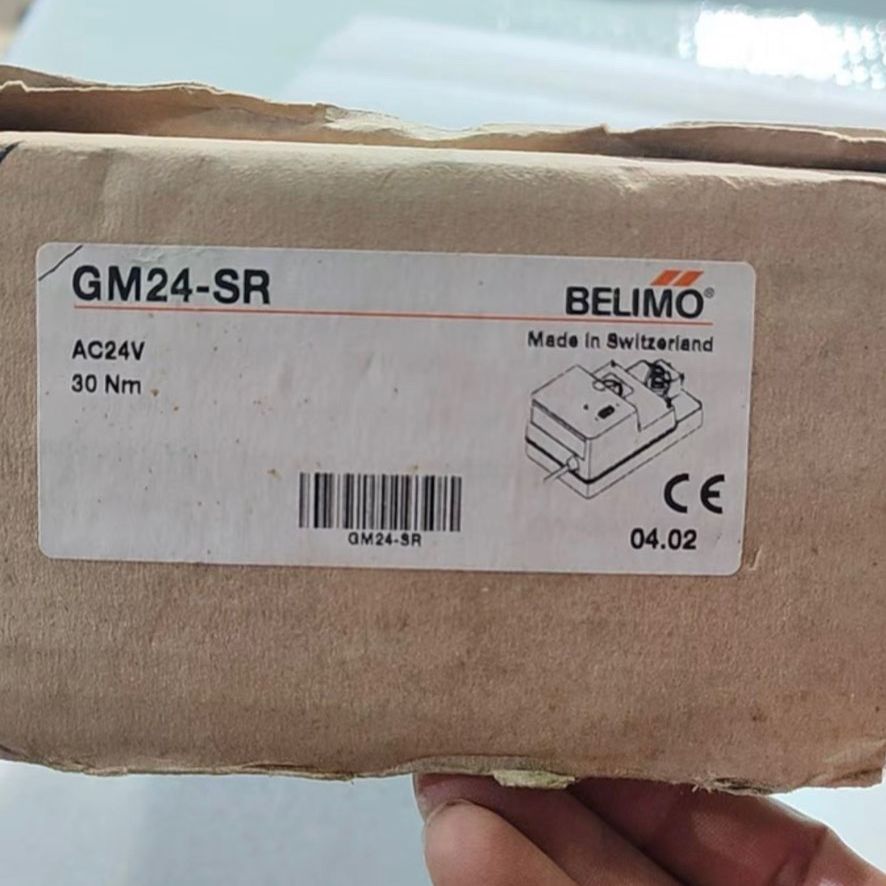 GM24-SR
BELIMO®
Made in Switzerland
AC24V
30 Nm
CE
GM24-SR
04.02